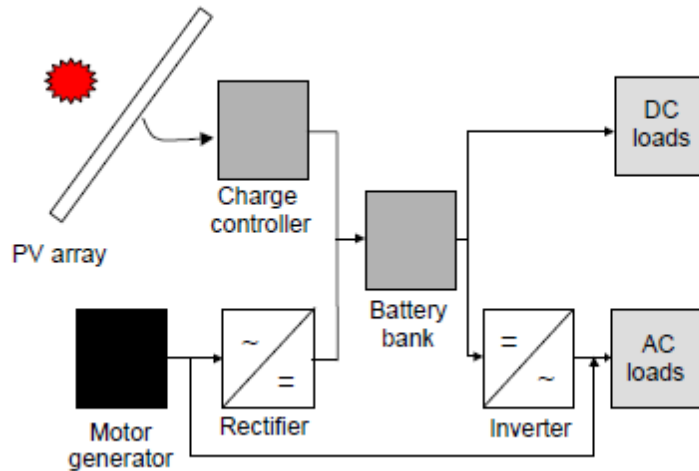 DC
loads
Charge
controller
PV array
Battery
bank
~
=
=
~
AC
loads
Motor
generator
Rectifier
Inverter